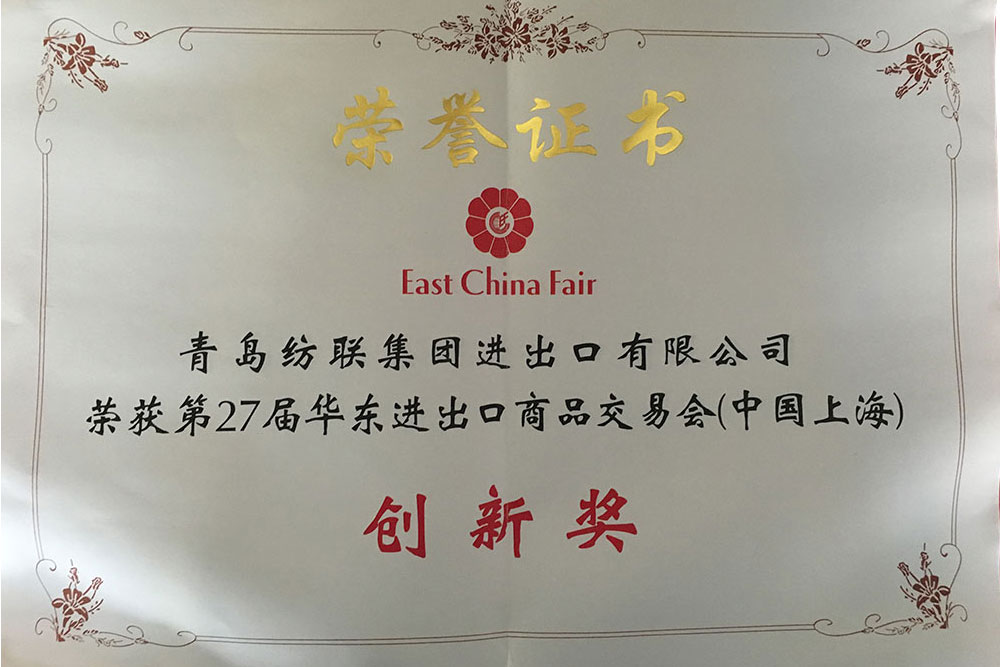 荣誉证书
East China Fair
青岛纺联集团进出口有限公司
荣获第27届华东进出口商品交易会(中国上海)
创新奖